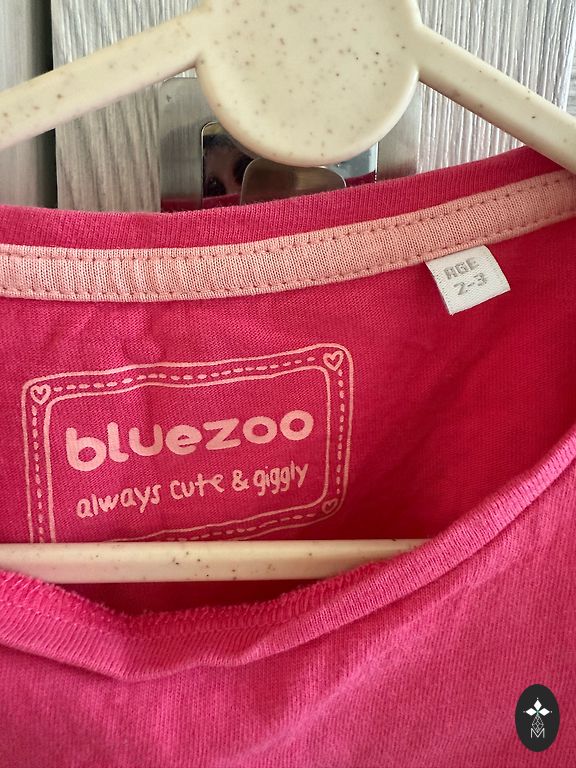 AGE
2-3
bluezoo
always cute & giggly
M